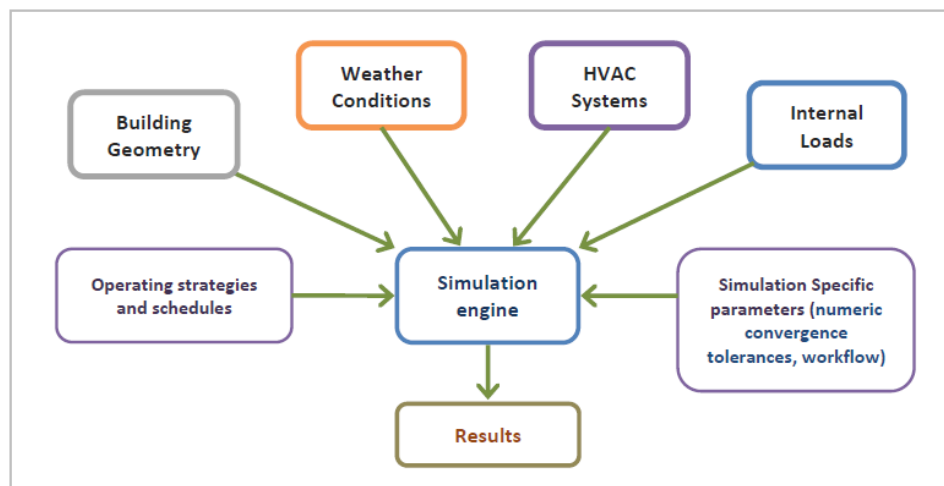 Weather
Conditions
HVAC
Systems
Building
Geometry
Internal
Loads
Operating strategies
and schedules
Simulation
engine
Simulation Specific
parameters (numeric
convergence
tolerances, workflow)
Results